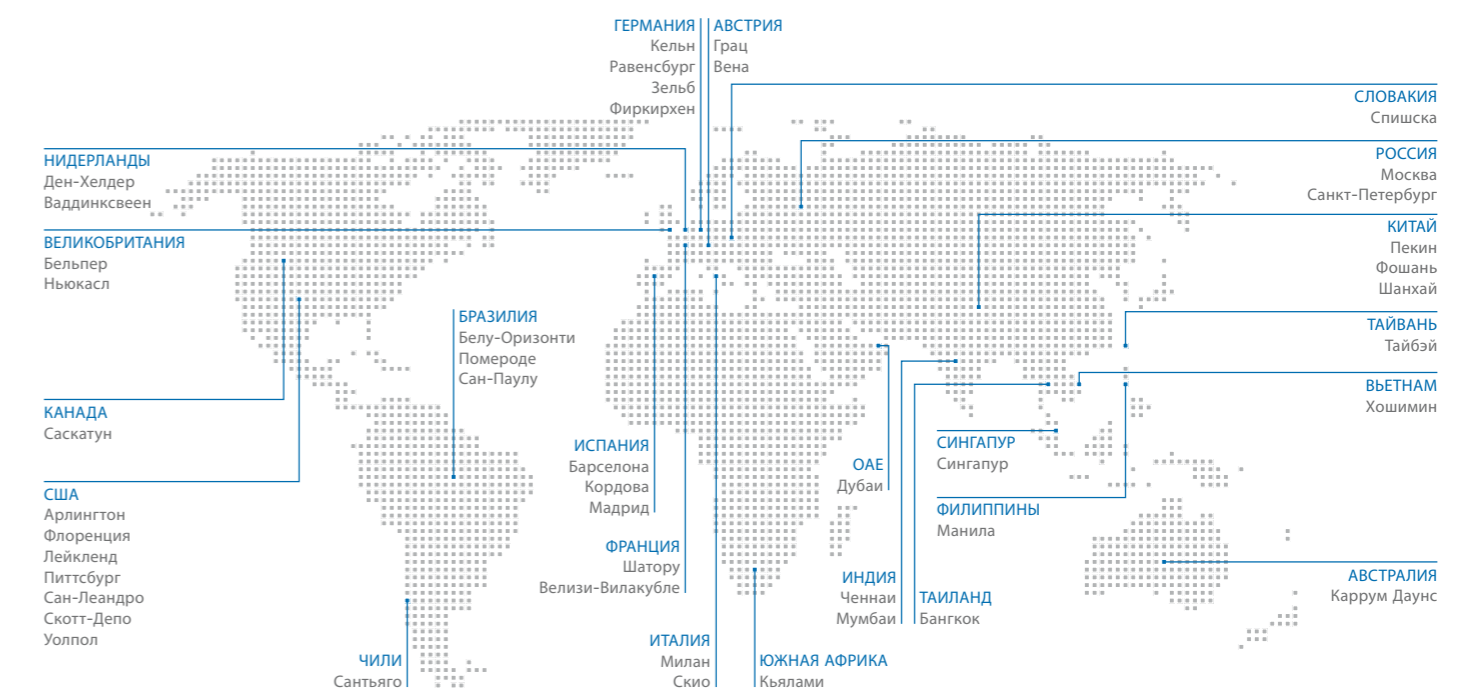 ГЕРМАНИЯ
Кельн
Равенсбург
Зельб
Фиркирхен
АВСТРИЯ
Грац
Вена
СЛОВАКИЯ
Спишска
НИДЕРЛАНДЫ
Ден-Хелдер
Ваддинксвеен
РОССИЯ
Москва
Санкт-Петербург
ВЕЛИКОБРИТАНИЯ
Бельпер
Ньюкасл
КИТАЙ
Пекин
Фошань
Шанхай
БРАЗИЛИЯ
Белу-Оризонти
Помероде
Сан-Паулу
ТАЙВАНЬ
Тайбэй
КАНАДА
Саскатун
ВЬЕТНАМ
Хошимин
ИСПАНИЯ
Барселона
Кордова
Мадрид
ОАЕ
Дубаи
СИНГАПУР
Сингапур
США
Арлингтон
Флоренция
Лейкленд
Питтсбург
Сан-Леандро
Скотт-Депо
Уолпол
ФИЛИППИНЫ
Манила
ФРАНЦИЯ
Шатору
Велизи-Вилакубле
ИНДИЯ
Ченнаи
Мумбаи
ТАИЛАНД
Бангкок
АВСТРАЛИЯ
Каррум Даунс
ЧИЛИ
Сантьяго
ИТАЛИЯ
Милан
Скио
ЮЖНАЯ АФРИКА
Кьялами